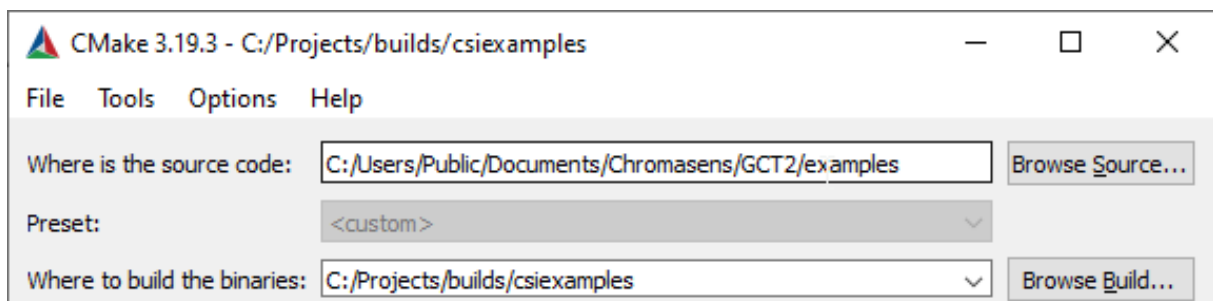 CMake 3.19.3 - C:/Projects/builds/csiexamples
File Tools Options Help
Where is the source code: C:/Users/Public/Documents/Chromasens/GCT2/examples Browse Source...
Preset: <custom>
Where to build the binaries: C:/Projects/builds/csiexamples Browse Build...